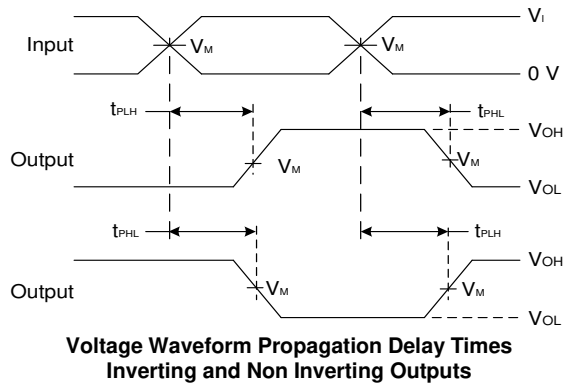 VI
Input
VM
VM
0 V
tPLH
tPHL
VOH
Output
VM
VM
VOL
tPHL
tPLH
VOH
Output
VM
VM
VOL
Voltage Waveform Propagation Delay Times
Inverting and Non Inverting Outputs